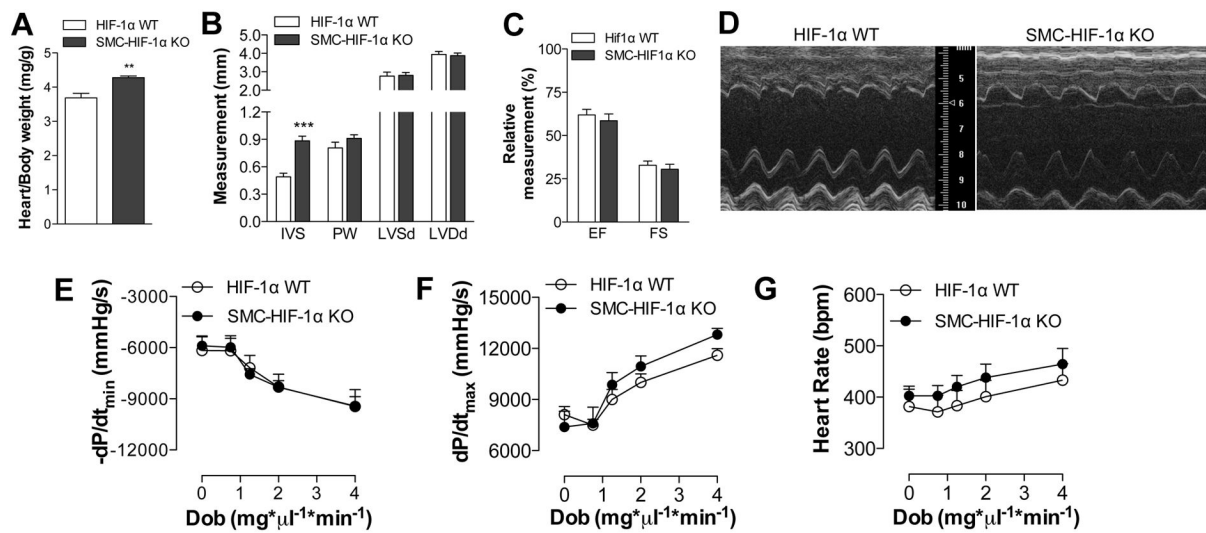 A
HIF-1α WT
SMC-HIF-1α KO
Heart/Body weight (mg/g)
5
4
3
2
1
0
**
B
HIF-1α WT
SMC-HIF-1α KO
Measurement (mm)
5.0
4.0
3.0
2.0
1.2
0.9
0.6
0.3
0.0
***
IVS PW LVSd LVDd
C
Hif1α WT
SMC-HIF1α KO
Relative
measurement (%)
100
75
50
25
0
EF FS
D
HIF-1α WT SMC-HIF-1α KO
5
6
7
8
9
10
E
HIF-1α WT
SMC-HIF-1α KO
-dP/dtmin (mmHg/s)
-3000
-6000
-9000
-12000
0 1 2 3 4
Dob (mg*μl-1*min-1)
F
HIF-1α WT
SMC-HIF-1α KO
dP/dtmax (mmHg/s)
15000
12000
9000
6000
0 1 2 3 4
Dob (mg*μl-1*min-1)
G
HIF-1α WT
SMC-HIF-1α KO
Heart Rate (bpm)
600
500
400
300
0 1 2 3 4
Dob (mg*μl-1*min-1)